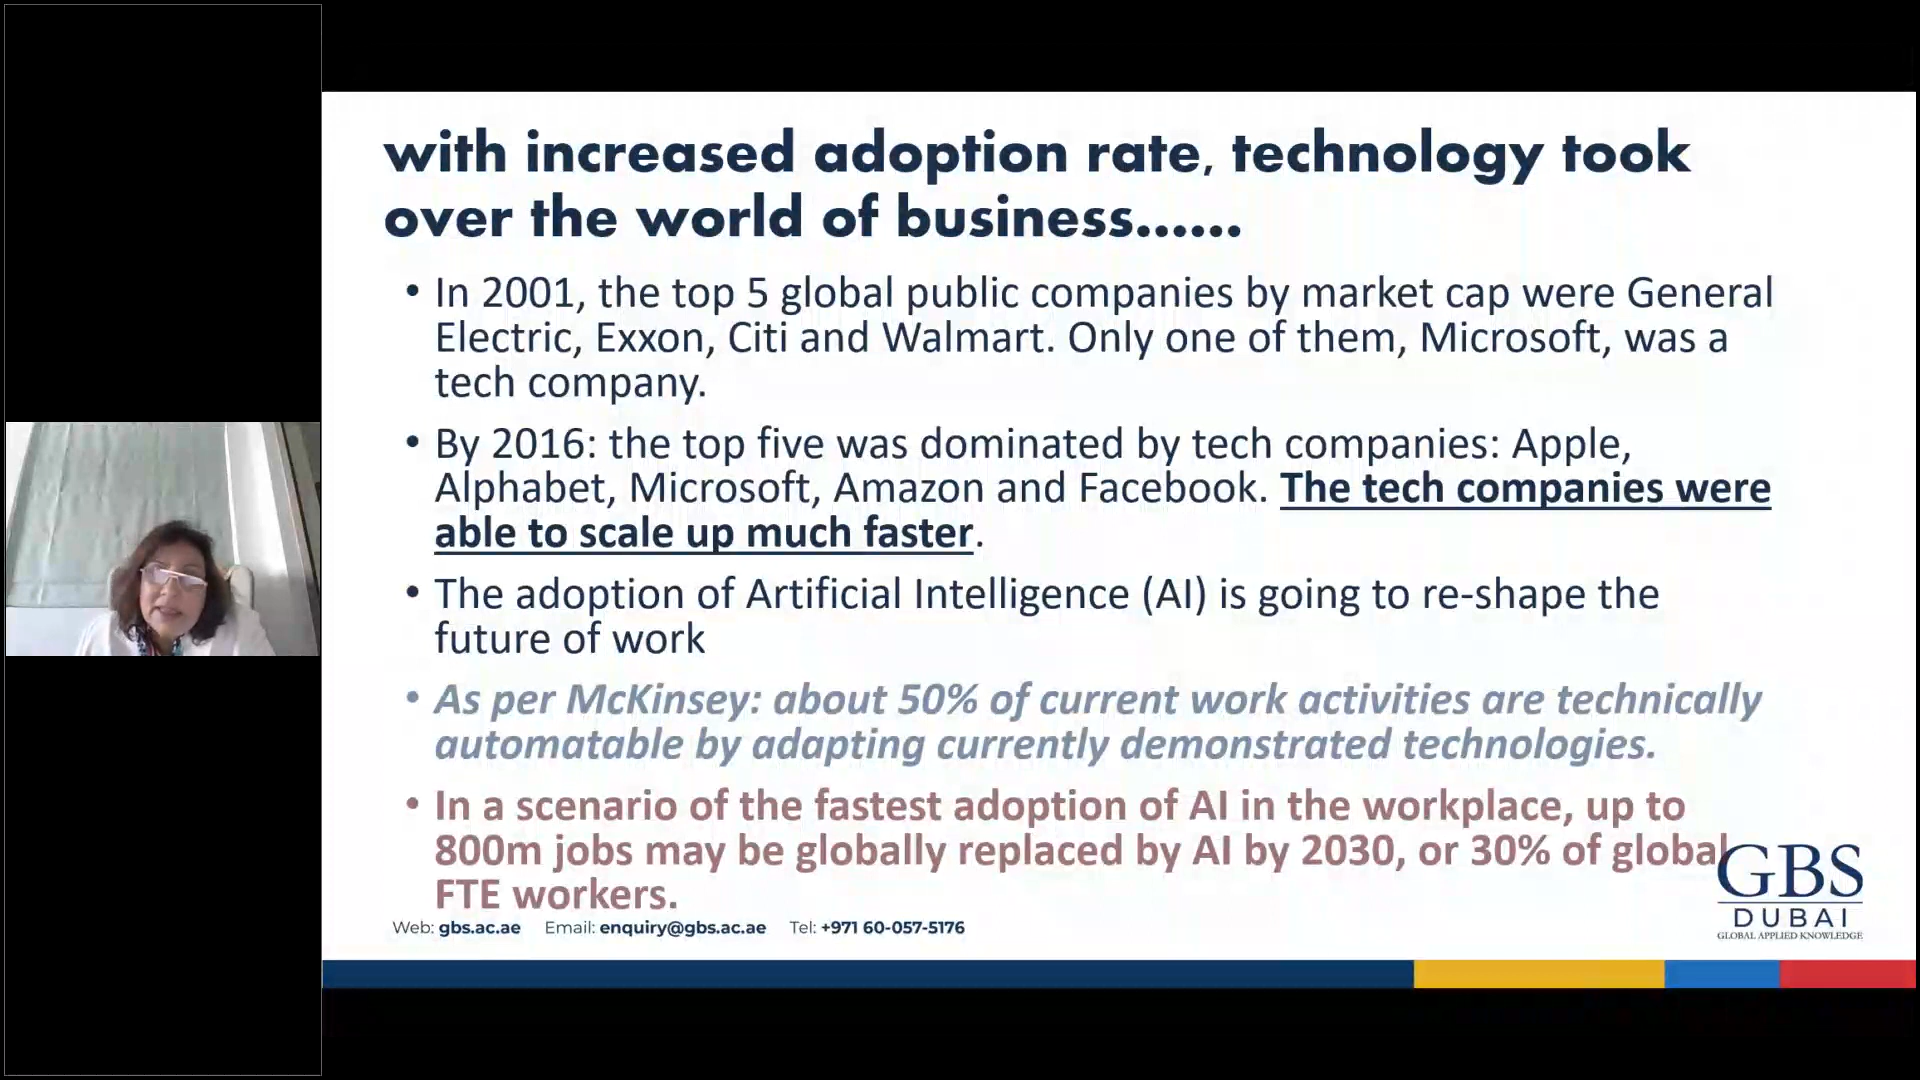 with increased adoption rate, technology took
over the world of business......
• In 2001, the top 5 global public companies by market cap were General
Electric, Exxon, Citi and Walmart. Only one of them, Microsoft, was a
tech company.
• By 2016: the top five was dominated by tech companies: Apple,
Alphabet, Microsoft, Amazon and Facebook. The tech companies were
able to scale up much faster.
• The adoption of Artificial Intelligence (AI) is going to re-shape the
future of work
• As per McKinsey: about 50% of current work activities are technically
automatable by adapting currently demonstrated technologies.
• In a scenario of the fastest adoption of AI in the workplace, up to
800m jobs may be globally replaced by AI by 2030, or 30% of global
FTE workers.
Web: gbs.ac.ae Email: enquiry@gbs.ac.ae Tel: +971 60-057-5176
GBS
DUBAI
GLOBAL APPLIED KNOWLEDGE